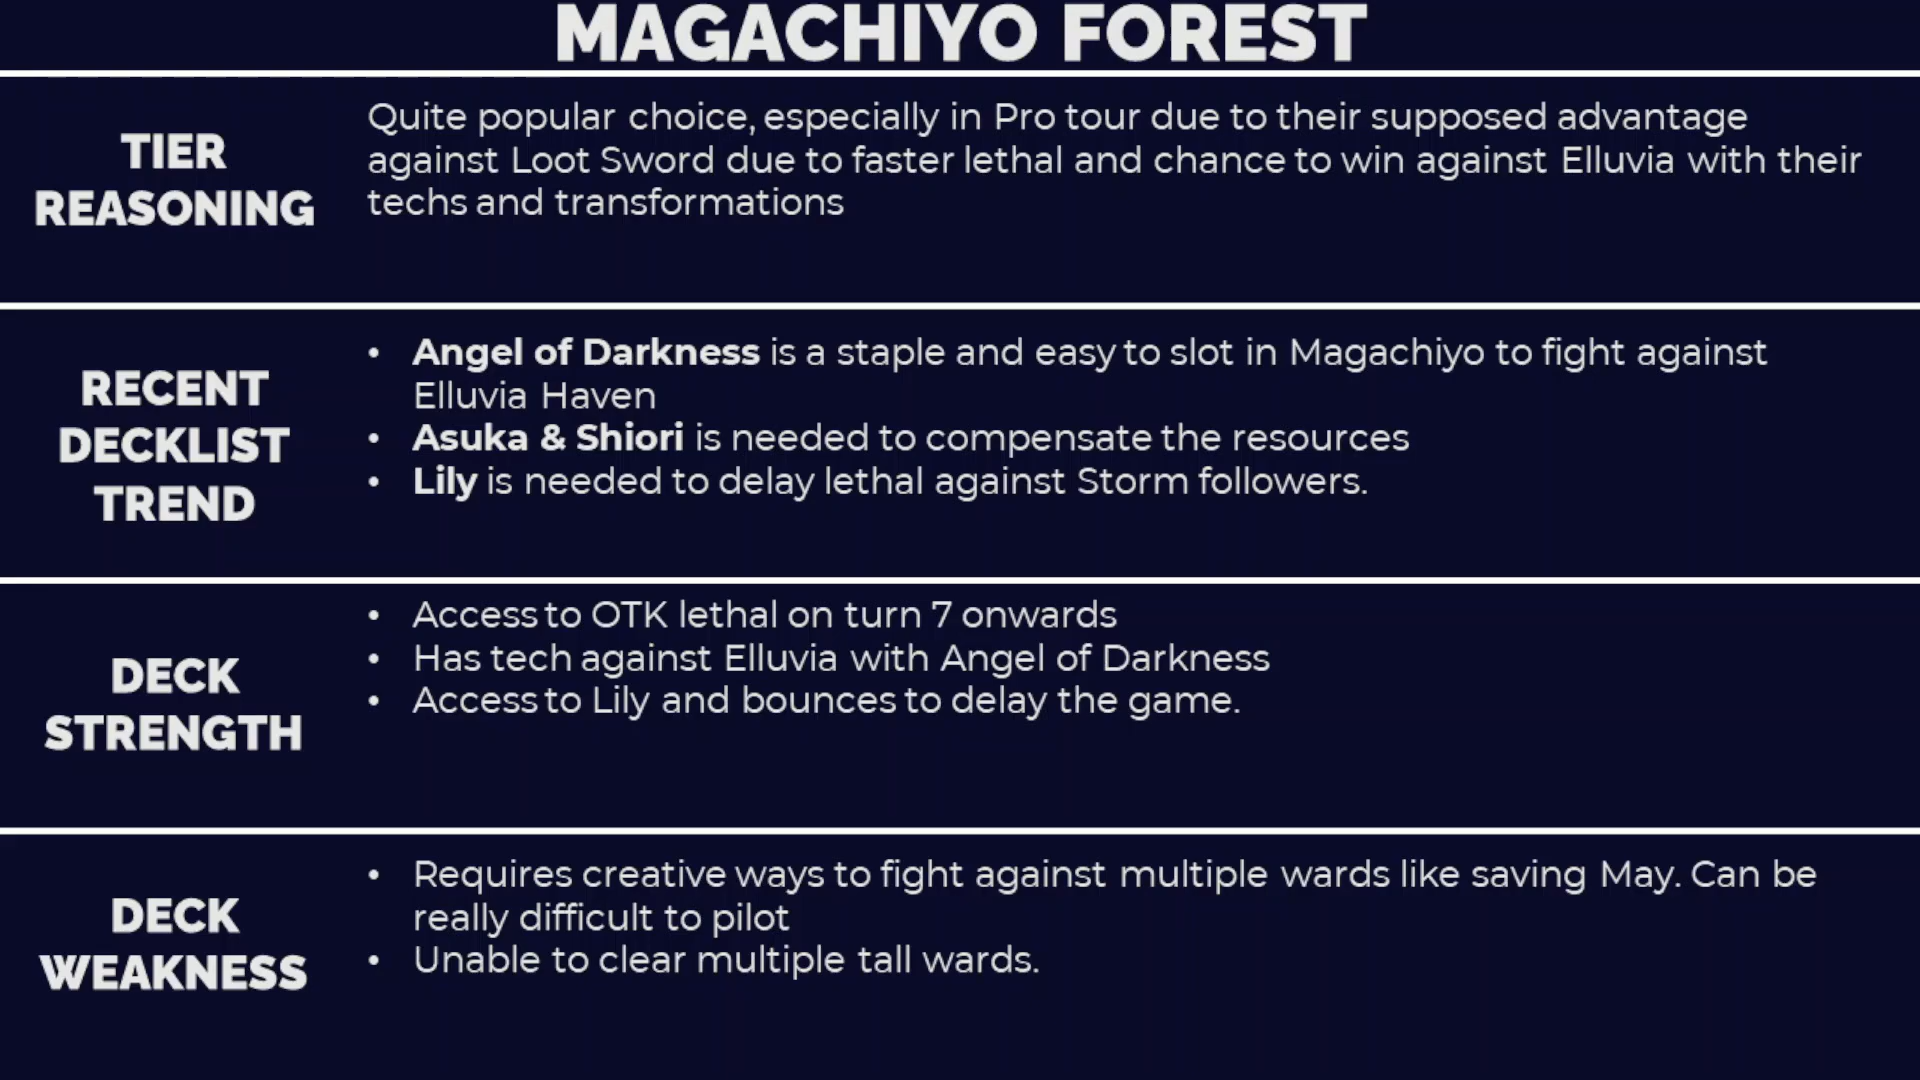 MAGACHIYO FOREST
TIER
REASONING
Quite popular choice, especially in Pro tour due to their supposed advantage
against Loot Sword due to faster lethal and chance to win against Elluvia with their
techs and transformations
RECENT
DECKLIST
TREND
• Angel of Darkness is a staple and easy to slot in Magachiyo to fight against
Elluvia Haven
• Asuka & Shiori is needed to compensate the resources
• Lily is needed to delay lethal against Storm followers.
DECK
STRENGTH
• Access to OTK lethal on turn 7 onwards
• Has tech against Elluvia with Angel of Darkness
• Access to Lily and bounces to delay the game.
DECK
WEAKNESS
• Requires creative ways to fight against multiple wards like saving May. Can be
really difficult to pilot
• Unable to clear multiple tall wards.